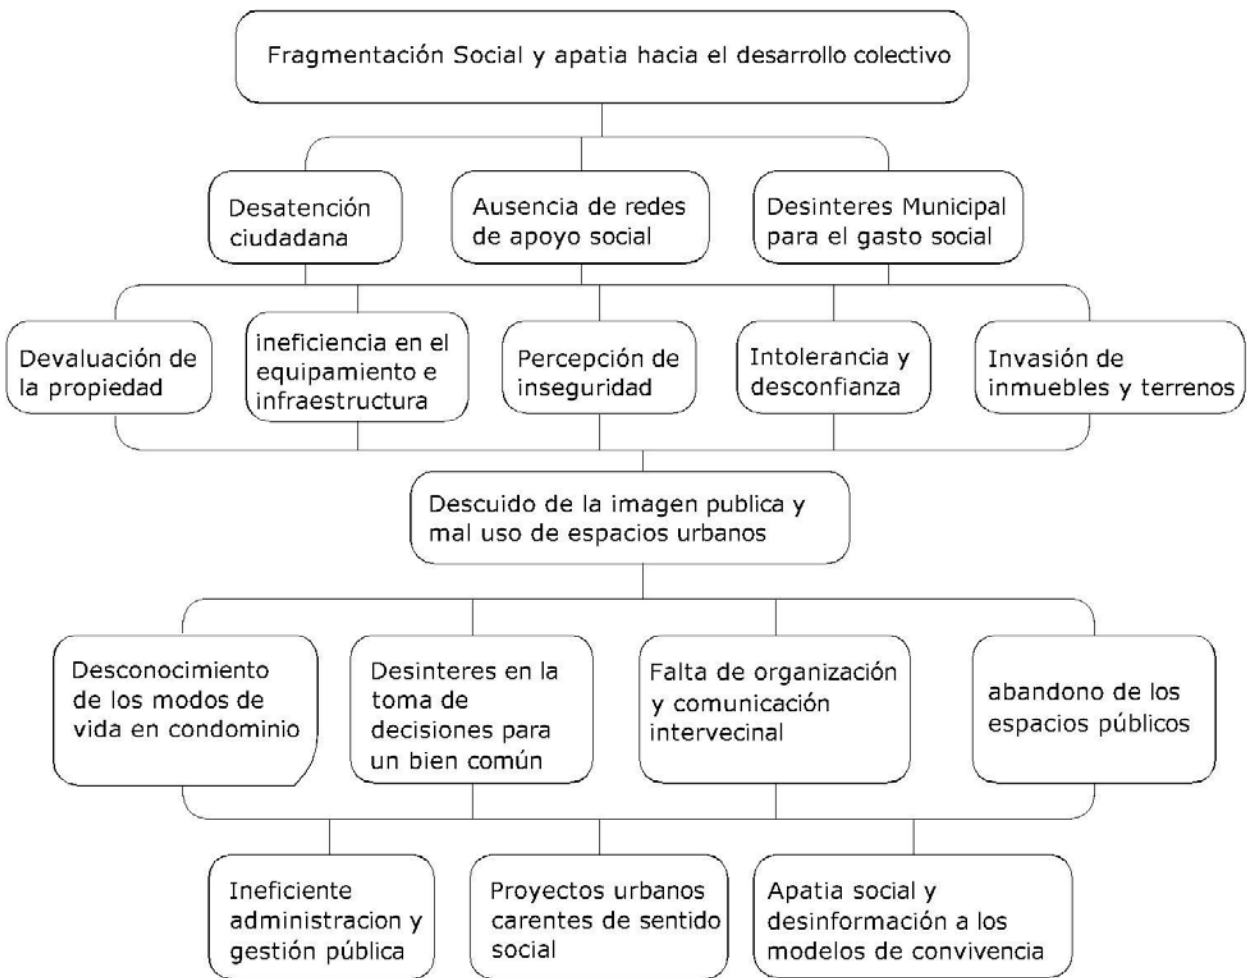 Fragmentación Social y apatia hacia el desarrollo colectivo
Desatención
ciudadana
Ausencia de redes
de apoyo social
Desinteres Municipal
para el gasto social
Devaluación de
la propiedad
ineficiencia en el
equipamiento e
infraestructura
Percepción de
inseguridad
Intolerancia y
desconfianza
Invasión de
inmuebles y terrenos
Descuido de la imagen publica y
mal uso de espacios urbanos
Desconocimiento
de los modos de
vida en condominio
Desinteres en la
toma de
decisiones para
un bien común
Falta de organización
y comunicación
intervecinal
abandono de los
espacios públicos
Ineficiente
administracion y
gestión pública
Proyectos urbanos
carentes de sentido
social
Apatia social y
desinformación a los
modelos de convivencia